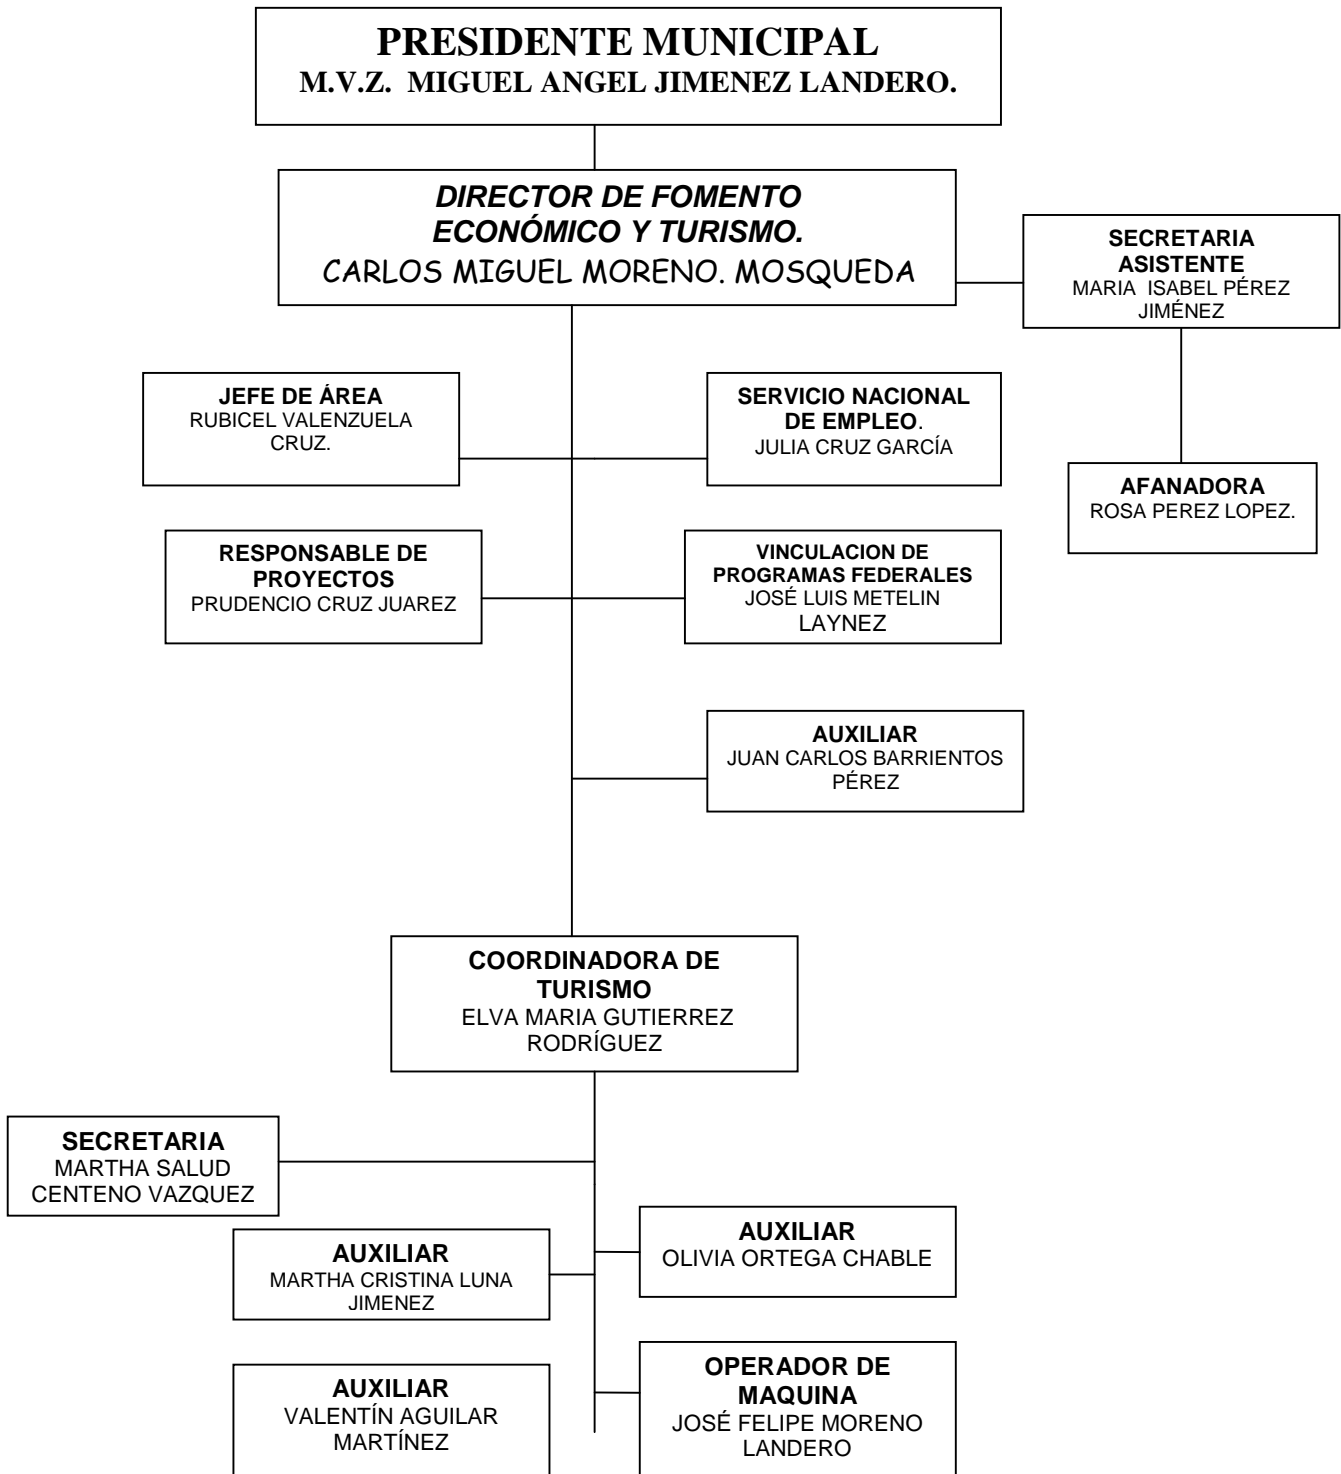 PRESIDENTE MUNICIPAL
M.V.Z. MIGUEL ANGEL JIMENEZ LANDERO.
DIRECTOR DE FOMENTO
ECONÓMICO Y TURISMO.
CARLOS MIGUEL MORENO. MOSQUEDA
SECRETARIA
ASISTENTE
MARIA ISABEL PÉREZ
JIMÉNEZ
JEFE DE ÁREA
RUBICEL VALENZUELA
CRUZ.
SERVICIO NACIONAL
DE EMPLEO.
JULIA CRUZ GARCÍA
AFANADORA
ROSA PEREZ LOPEZ.
RESPONSABLE DE
PROYECTOS
PRUDENCIO CRUZ JUAREZ
VINCULACION DE
PROGRAMAS FEDERALES
JOSÉ LUIS METELIN
LAYNEZ
AUXILIAR
JUAN CARLOS BARRIENTOS
PÉREZ
COORDINADORA DE
TURISMO
ELVA MARIA GUTIERREZ
RODRÍGUEZ
SECRETARIA
MARTHA SALUD
CENTENO VAZQUEZ
AUXILIAR
OLIVIA ORTEGA CHABLE
AUXILIAR
MARTHA CRISTINA LUNA
JIMENEZ
AUXILIAR
VALENTÍN AGUILAR
MARTÍNEZ
OPERADOR DE
MAQUINA
JOSÉ FELIPE MORENO
LANDERO